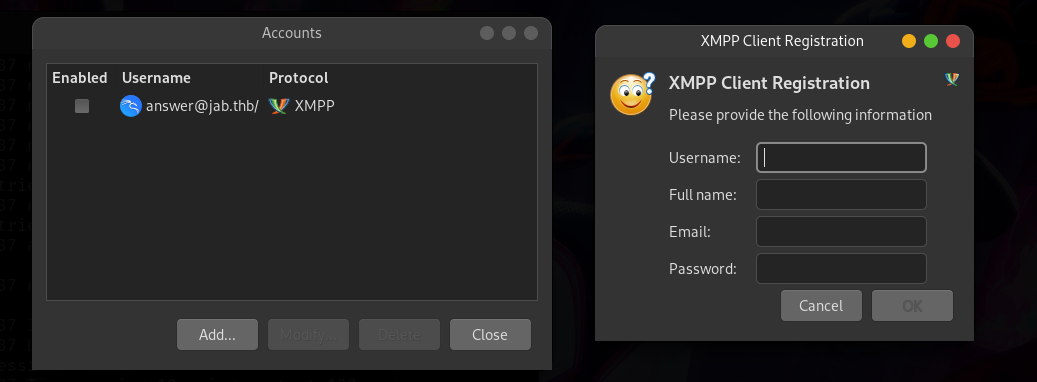 Accounts
Enabled Username Protocol
answer@jab.thb/ XMPP
Add... Modify... Delete Close
XMPP Client Registration
XMPP Client Registration
Please provide the following information
Username:
Full name:
Email:
Password:
Cancel OK